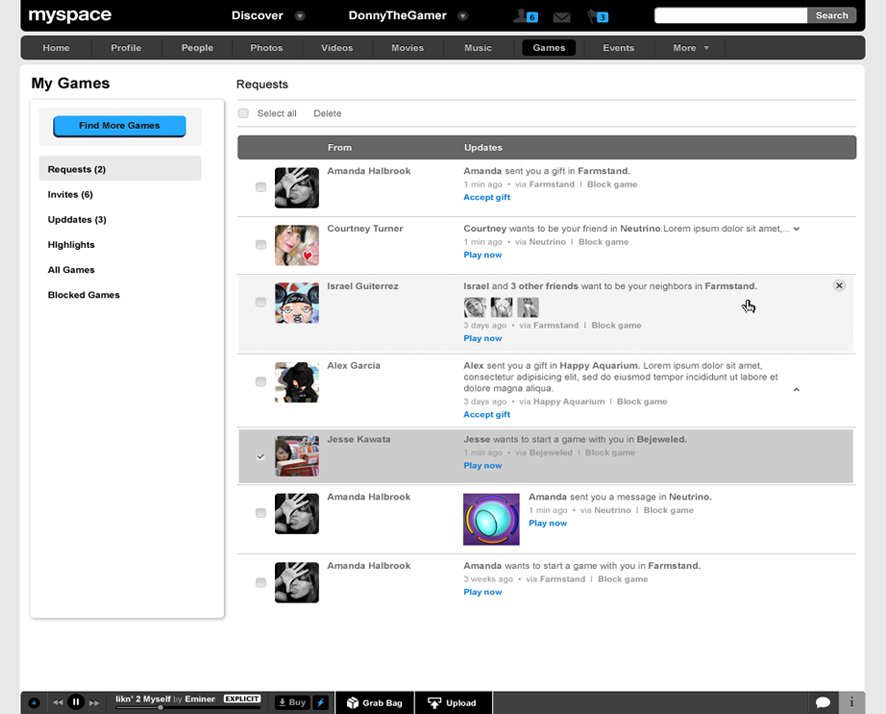 myspace Discover DonnyTheGamer 6 3 Search
Home Profile People Photos Videos Movies Music Games Events More
My Games
Find More Games
Requests (2)
Invites (6)
Upddates (3)
HIghlights
All Games
Blocked Games
Requests
Select all Delete
From Updates
Amanda Halbrook
Amanda sent you a gift in Farmstand.
1 min ago • via Farmstand | Block game
Accept gift
Courtney Turner
Courtney wants to be your friend in Neutrino.Lorem ipsum dolor sit amet,...
1 min ago • via Neutrino | Block game
Play now
Israel Guiterrez
Israel and 3 other friends want to be your neighbors in Farmstand.
3 days ago • via Farmstand | Block game
Play now
Alex Garcia
Alex sent you a gift in Happy Aquarium. Lorem ipsum dolor sit amet,
consectetur adipisicing elit, sed do eiusmod tempor incididunt ut labore et
dolore magna aliqua.
3 days ago • via Happy Aquarium | Block game
Accept gift
Jesse Kawata
Jesse wants to start a game with you in Bejeweled.
1 min ago • via Bejeweled | Block game
Play now
Amanda Halbrook
Amanda sent you a message in Neutrino.
1 min ago • via Neutrino | Block game
Play now
Amanda Halbrook
Amanda wants to start a game with you in Farmstand.
3 weeks ago • via Farmstand | Block game
Play now
likn' 2 Myself by Eminer EXPLICIT Buy Grab Bag Upload i